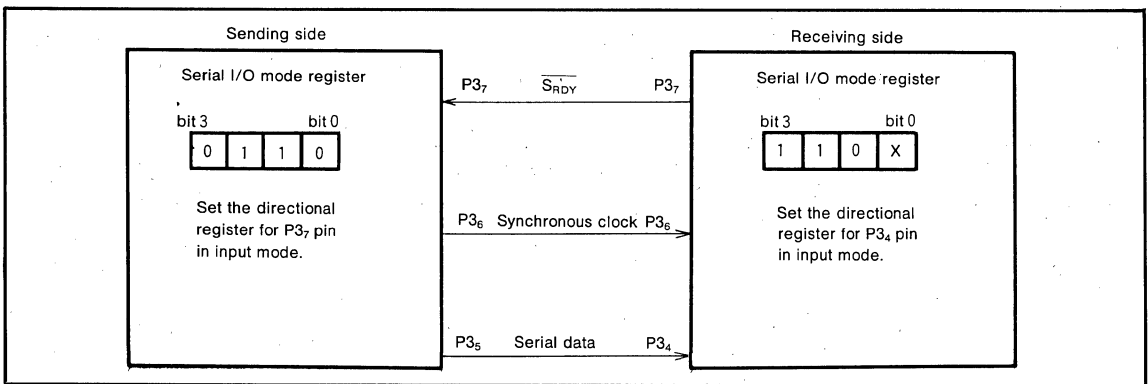 Sending side
Receiving side
Serial I/O mode register
Serial I/O mode register
P3₇ S̅R̅D̅Y̅ P3₇
bit 3 bit 0
bit 3 bit 0
0 1 1 0
1 1 0 X
Set the directional
register for P3₇ pin
in input mode.
Set the directional
register for P3₄ pin
in input mode.
P3₆ Synchronous clock P3₆
P3₅ Serial data P3₄